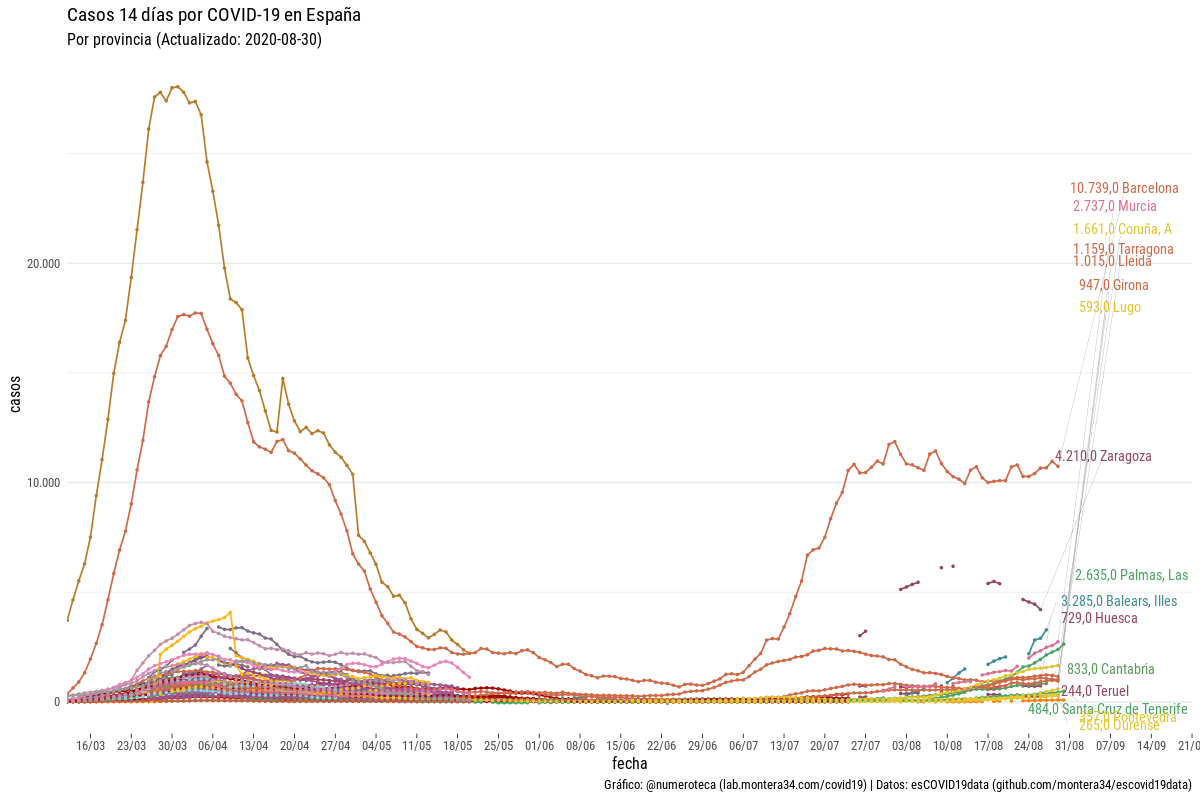 Casos 14 días por COVID-19 en España
Por provincia (Actualizado: 2020-08-30)
casos
20.000
10.000
0
10.739,0 Barcelona
2.737,0 Murcia
1.661,0 Coruña, A
1.159,0 Tarragona
1.015,0 Lleida
947,0 Girona
593,0 Lugo
4.210,0 Zaragoza
2.635,0 Palmas, Las
3.285,0 Balears, Illes
729,0 Huesca
833,0 Cantabria
244,0 Teruel
484,0 Santa Cruz de Tenerife
357,0 Pontevedra
265,0 Ourense
16/03 23/03 30/03 06/04 13/04 20/04 27/04 04/05 11/05 18/05 25/05 01/06 08/06 15/06 22/06 29/06 06/07 13/07 20/07 27/07 03/08 10/08 17/08 24/08 31/08 07/09 14/09 21/0
fecha
Gráfico: @numeroteca (lab.montera34.com/covid19) | Datos: esCOVID19data (github.com/montera34/escovid19data)